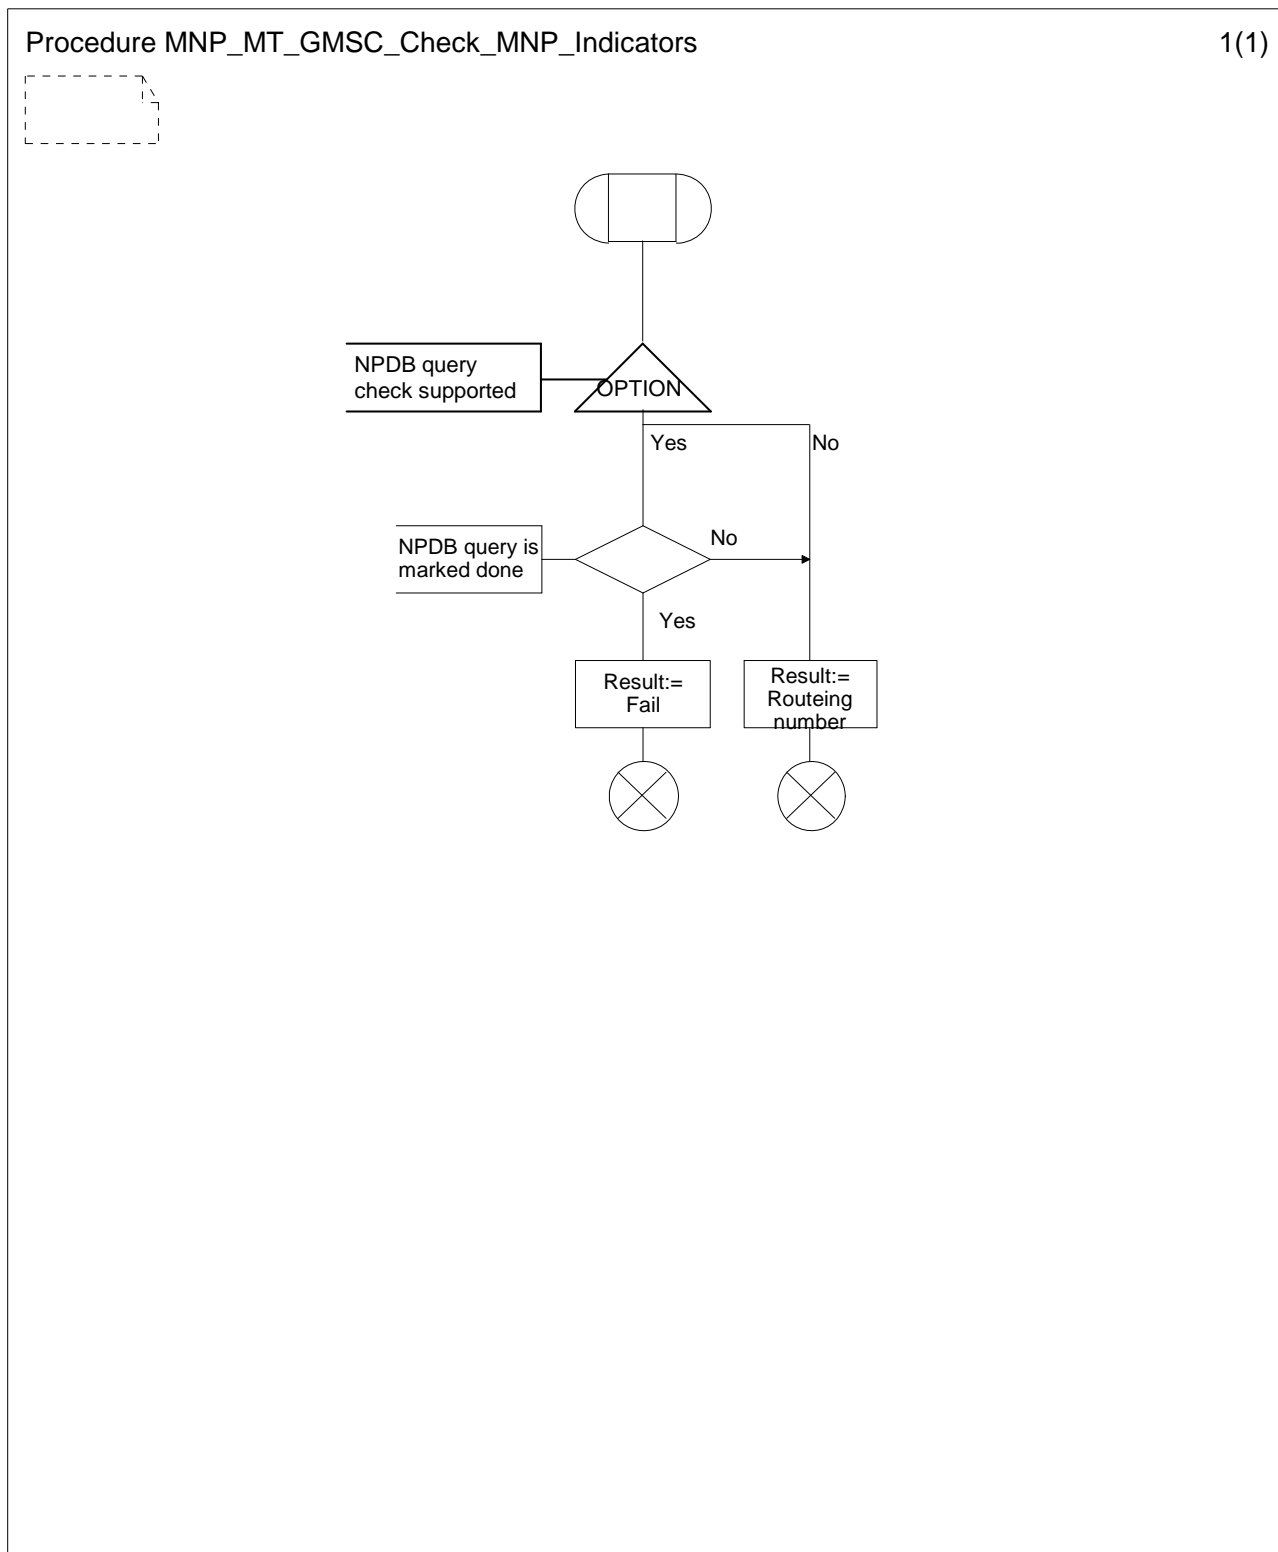 Procedure MNP_MT_GMSC_Check_MNP_Indicators
1(1)
NPDB query
check supported
OPTION
Yes
No
NPDB query is
marked done
No
Yes
Result:=
Fail
Result:=
Routeing
number